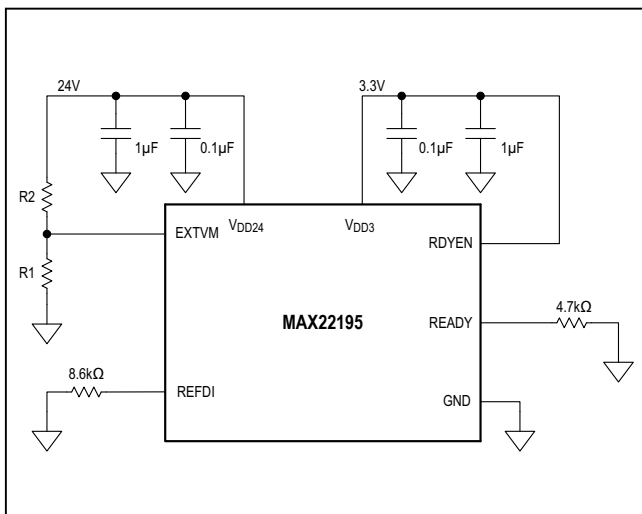 24V
3.3V
1µF
0.1µF
0.1µF
1µF
R2
EXTVM
VDD24
VDD3
RDYEN
R1
MAX22195
READY
4.7kΩ
8.6kΩ
REFDI
GND